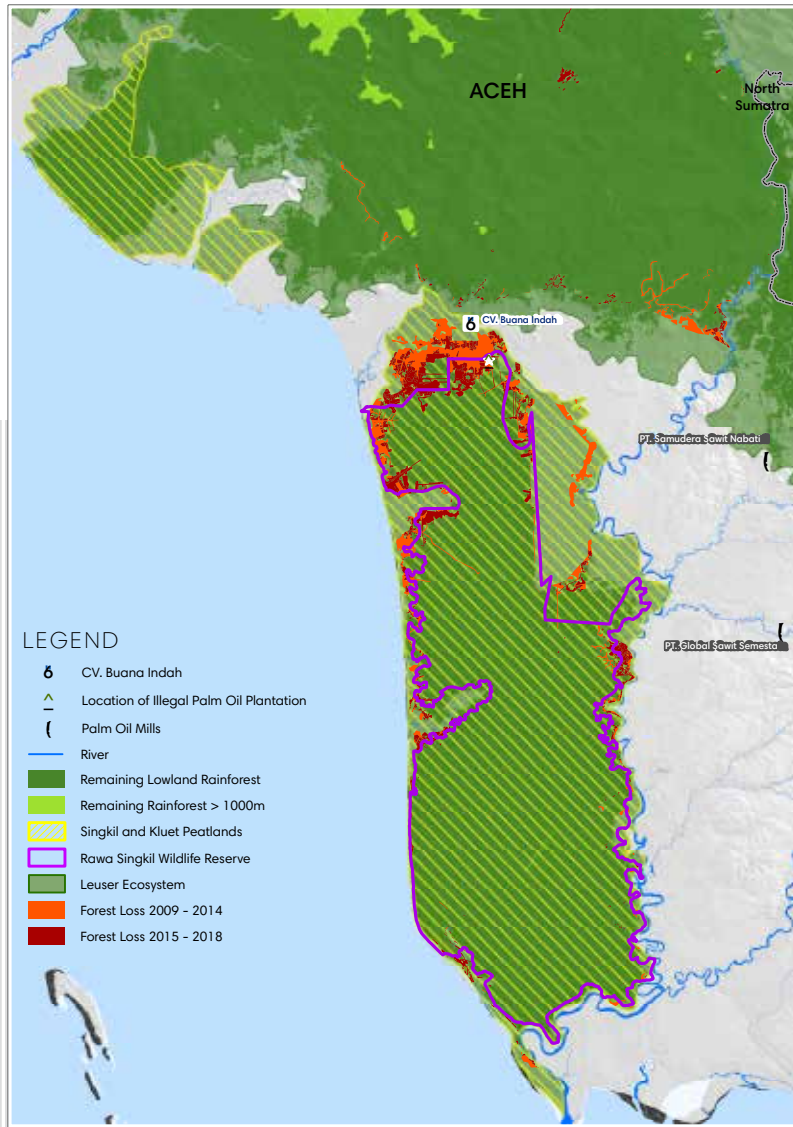 ACEH
North
Sumatra
CV. Buana Indah
PT. Samudera Sawit Nabati
PT. Global Sawit Semesta
LEGEND
CV. Buana Indah
Location of Illegal Palm Oil Plantation
Palm Oil Mills
River
Remaining Lowland Rainforest
Remaining Rainforest > 1000m
Singkil and Kluet Peatlands
Rawa Singkil Wildlife Reserve
Leuser Ecosystem
Forest Loss 2009 - 2014
Forest Loss 2015 - 2018